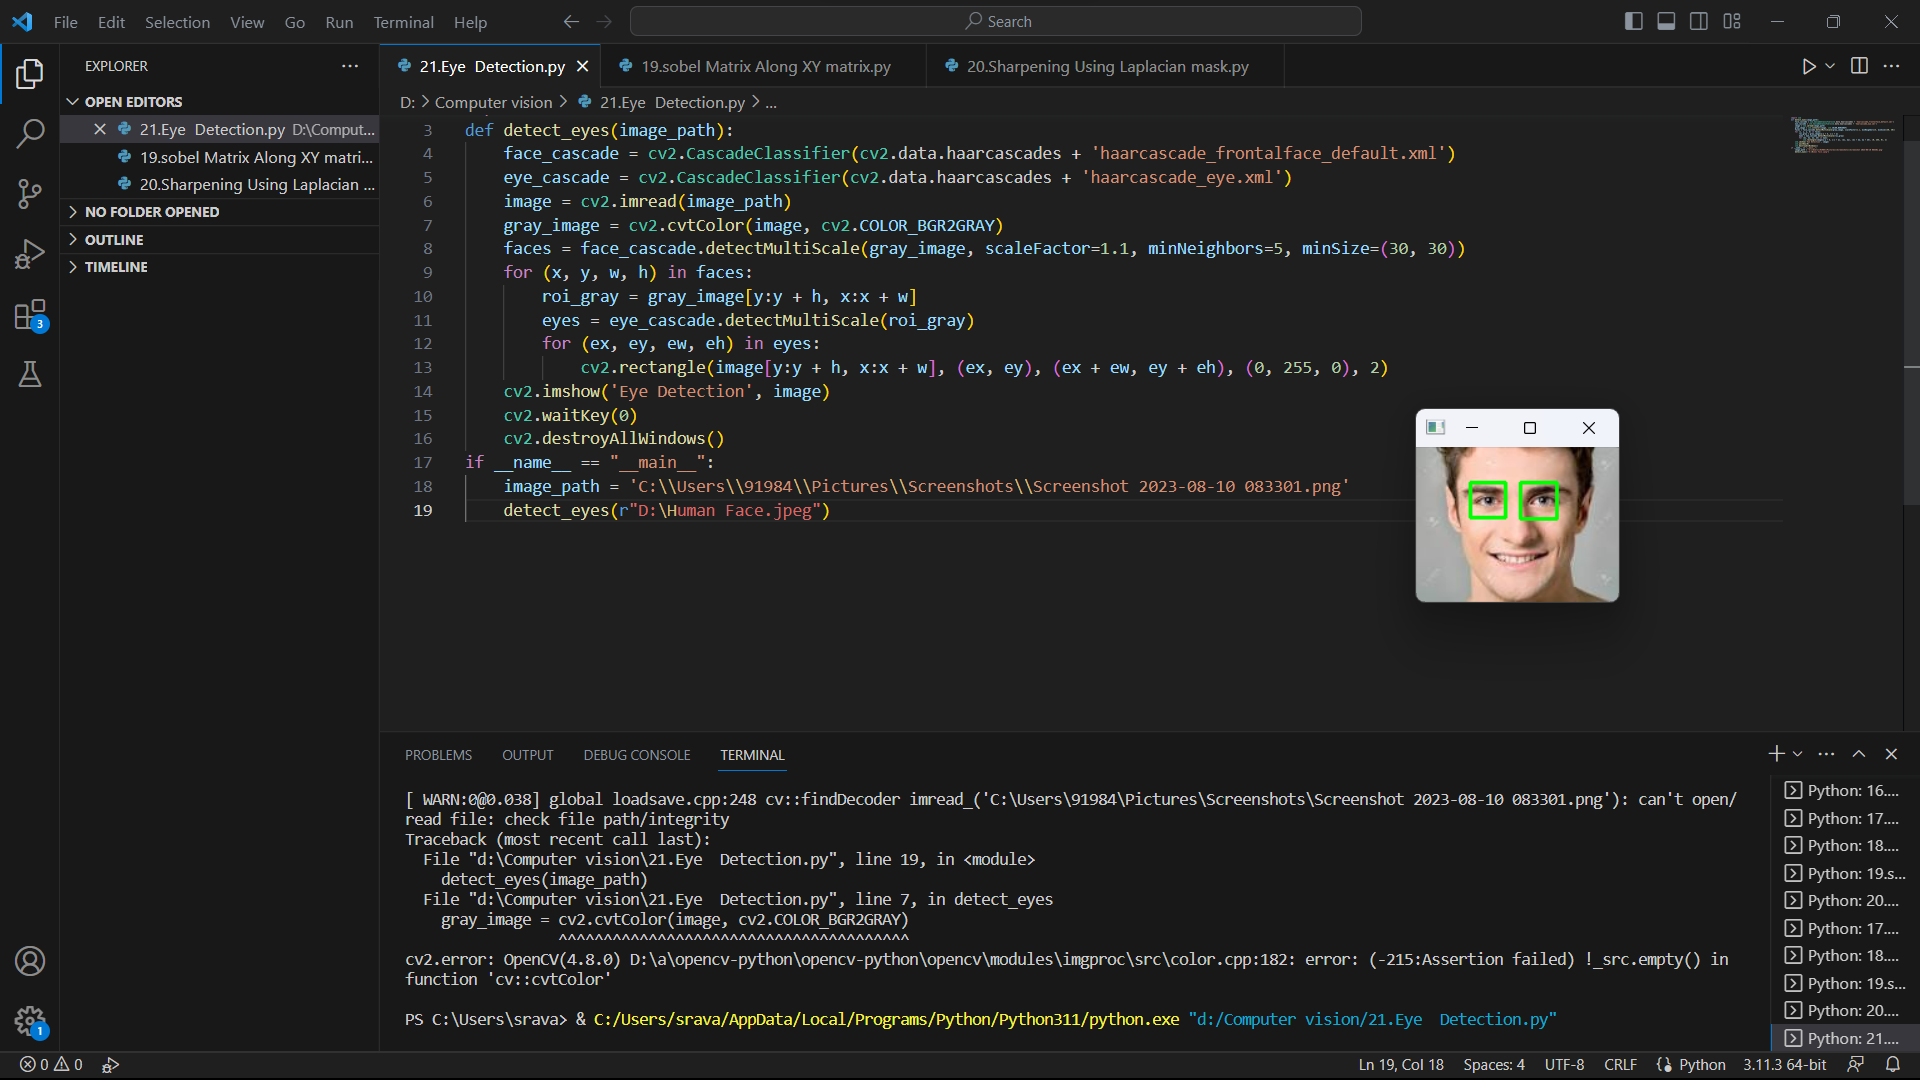 File Edit Selection View Go Run Terminal Help
Search
EXPLORER
OPEN EDITORS
21.Eye  Detection.py D:\Comput...
19.sobel Matrix Along XY matri...
20.Sharpening Using Laplacian ...
NO FOLDER OPENED
OUTLINE
TIMELINE
3
1
21.Eye  Detection.py
19.sobel Matrix Along XY matrix.py
20.Sharpening Using Laplacian mask.py
D: > Computer vision > 21.Eye  Detection.py > ...
3 def detect_eyes(image_path):
4     face_cascade = cv2.CascadeClassifier(cv2.data.haarcascades + 'haarcascade_frontalface_default.xml')
5     eye_cascade = cv2.CascadeClassifier(cv2.data.haarcascades + 'haarcascade_eye.xml')
6     image = cv2.imread(image_path)
7     gray_image = cv2.cvtColor(image, cv2.COLOR_BGR2GRAY)
8     faces = face_cascade.detectMultiScale(gray_image, scaleFactor=1.1, minNeighbors=5, minSize=(30, 30))
9     for (x, y, w, h) in faces:
10         roi_gray = gray_image[y:y + h, x:x + w]
11         eyes = eye_cascade.detectMultiScale(roi_gray)
12         for (ex, ey, ew, eh) in eyes:
13             cv2.rectangle(image[y:y + h, x:x + w], (ex, ey), (ex + ew, ey + eh), (0, 255, 0), 2)
14     cv2.imshow('Eye Detection', image)
15     cv2.waitKey(0)
16     cv2.destroyAllWindows()
17 if __name__ == "__main__":
18     image_path = 'C:\\Users\\91984\\Pictures\\Screenshots\\Screenshot 2023-08-10 083301.png'
19     detect_eyes(r"D:\Human Face.jpeg")
PROBLEMS OUTPUT DEBUG CONSOLE TERMINAL
[ WARN:0@0.038] global loadsave.cpp:248 cv::findDecoder imread_('C:\Users\91984\Pictures\Screenshots\Screenshot 2023-08-10 083301.png'): can't open/
read file: check file path/integrity
Traceback (most recent call last):
  File "d:\Computer vision\21.Eye  Detection.py", line 19, in <module>
    detect_eyes(image_path)
  File "d:\Computer vision\21.Eye  Detection.py", line 7, in detect_eyes
    gray_image = cv2.cvtColor(image, cv2.COLOR_BGR2GRAY)
                 ^^^^^^^^^^^^^^^^^^^^^^^^^^^^^^^^^^^^^^^
cv2.error: OpenCV(4.8.0) D:\a\opencv-python\opencv-python\opencv\modules\imgproc\src\color.cpp:182: error: (-215:Assertion failed) !_src.empty() in
function 'cv::cvtColor'
PS C:\Users\srava> & C:/Users/srava/AppData/Local/Programs/Python/Python311/python.exe "d:/Computer vision/21.Eye  Detection.py"
Python: 16....
Python: 17....
Python: 18....
Python: 19.s...
Python: 20....
Python: 17....
Python: 18....
Python: 19.s...
Python: 20....
Python: 21....
0 0
Ln 19, Col 18 Spaces: 4 UTF-8 CRLF Python 3.11.3 64-bit